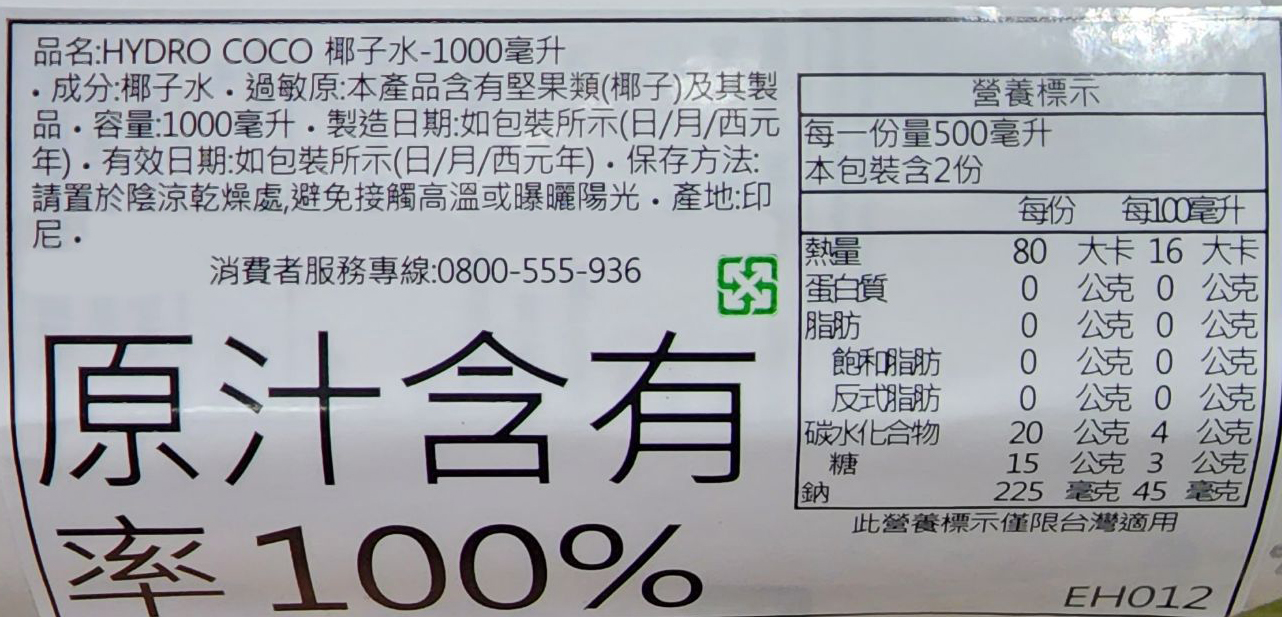 品名:HYDRO COCO 椰子水-1000毫升
・成分:椰子水・過敏原:本產品含有堅果類(椰子)及其製
品・容量:1000毫升・製造日期:如包裝所示(日/月/西元
年)・有效日期:如包裝所示(日/月/西元年)・保存方法:
請置於陰涼乾燥處,避免接觸高溫或曝曬陽光・產地:印
尼・
消費者服務專線:0800-555-936
原汁含有
率100%
營養標示
每一份量500毫升
本包裝含2份
每份 每100毫升
熱量 80 大卡 16 大卡
蛋白質 0 公克 0 公克
脂肪 0 公克 0 公克
飽和脂肪 0 公克 0 公克
反式脂肪 0 公克 0 公克
碳水化合物 20 公克 4 公克
糖 15 公克 3 公克
鈉 225 毫克 45 毫克
此營養標示僅限台灣適用
EH012